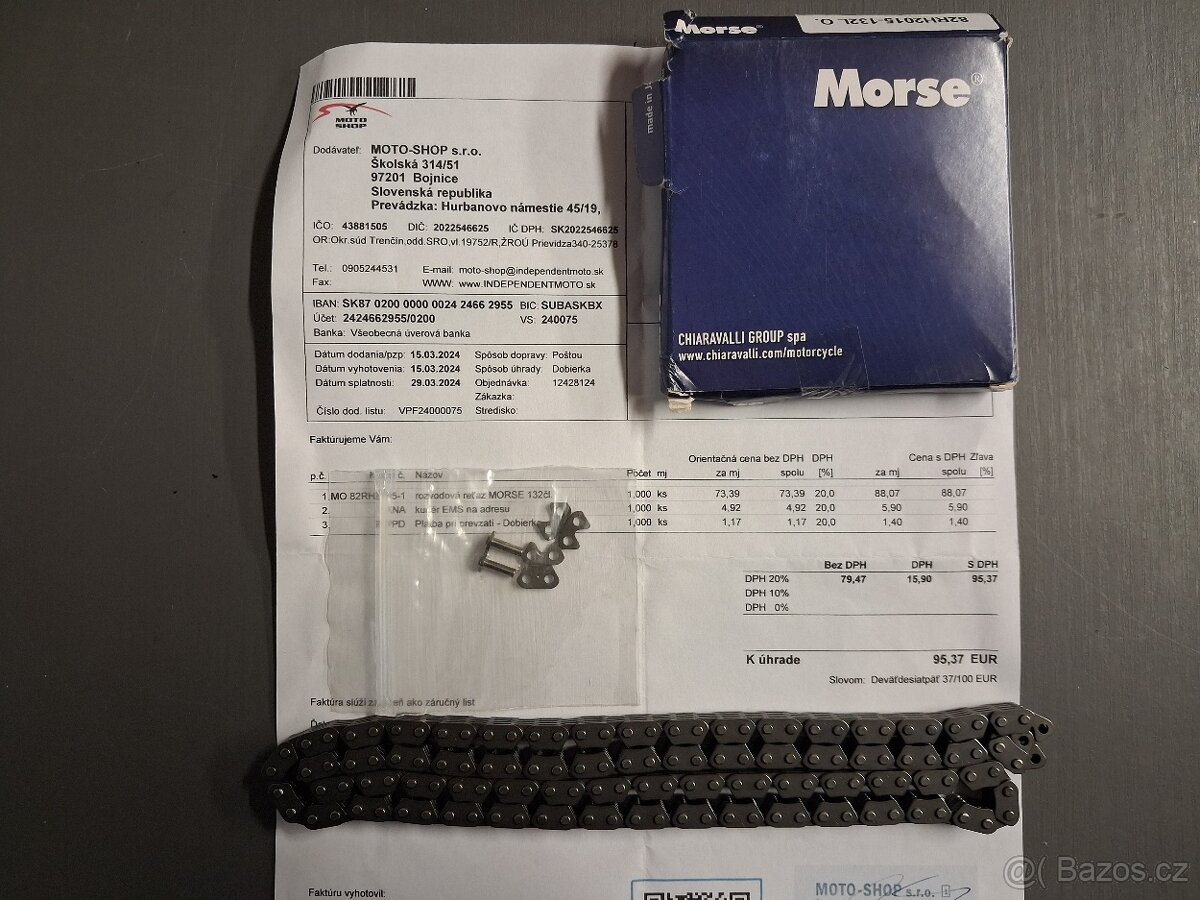 MOTO
SHOP
Dodávateľ: MOTO-SHOP s.r.o.
Školská 314/51
97201 Bojnice
Slovenská republika
Prevádzka: Hurbanovo námestie 45/19,
IČO: 43881505 DIČ: 2022546625 IČ DPH: SK2022546625
OR:Okr.súd Trenčín,odd.SRO,vl.19752/R,ŽROÚ Prievidza340-25378
Tel.: 0905244531 E-mail: moto-shop@independentmoto.sk
Fax: WWW: www.INDEPENDENTMOTO.sk
IBAN: SK87 0200 0000 0024 2466 2955 BIC: SUBASKBX
Účet: 2424662955/0200 VS: 240075
Banka: Všeobecná úverová banka
Dátum dodania/pzp: 15.03.2024 Spôsob dopravy: Poštou
Dátum vyhotovenia: 15.03.2024 Spôsob úhrady: Dobierka
Dátum splatnosti: 29.03.2024 Objednávka: 12428124
Zákazka:
Číslo dod. listu: VPF24000075 Stredisko:
Morse®
82RH2015-132L O.
made in
Morse®
CHIARAVALLI GROUP spa
www.chiaravalli.com/motorcycle
Faktúrujeme Vám:
Orientačná cena bez DPH DPH Cena s DPH Zľava
p.č. č. Názov Počet mj za mj spolu [%] za mj spolu [%]
1. MO rozvodová reťaz MORSE 132čl 1,000 ks 73,39 73,39 20,0 88,07 88,07
2. kuriér EMS na adresu 1,000 ks 4,92 4,92 20,0 5,90 5,90
3. Platba pri prevzatí - Dobierka 1,000 ks 1,17 1,17 20,0 1,40 1,40
Bez DPH DPH S DPH
DPH 20% 79,47 15,90 95,37
DPH 10%
DPH 0%
K úhrade 95,37 EUR
Slovom: Deväťdesiatpäť 37/100 EUR
Faktúra slúži ako záručný list
Faktúru vyhotovil:
MOTO-SHOP s.r.o.
Bazos.cz